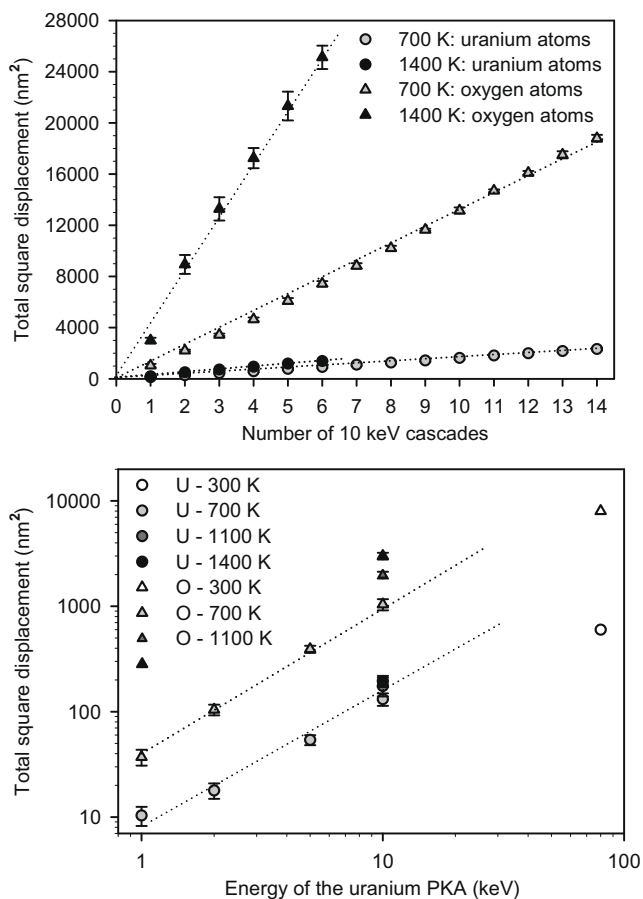 28000
24000
20000
16000
12000
8000
4000
0
Total square displacement (nm²)
700 K: uranium atoms
1400 K: uranium atoms
700 K: oxygen atoms
1400 K: oxygen atoms
0 1 2 3 4 5 6 7 8 9 10 11 12 13 14
Number of 10 keV cascades
10000
1000
100
10
Total square displacement (nm²)
U - 300 K
U - 700 K
U - 1100 K
U - 1400 K
O - 300 K
O - 700 K
O - 1100 K
1 10 100
Energy of the uranium PKA (keV)